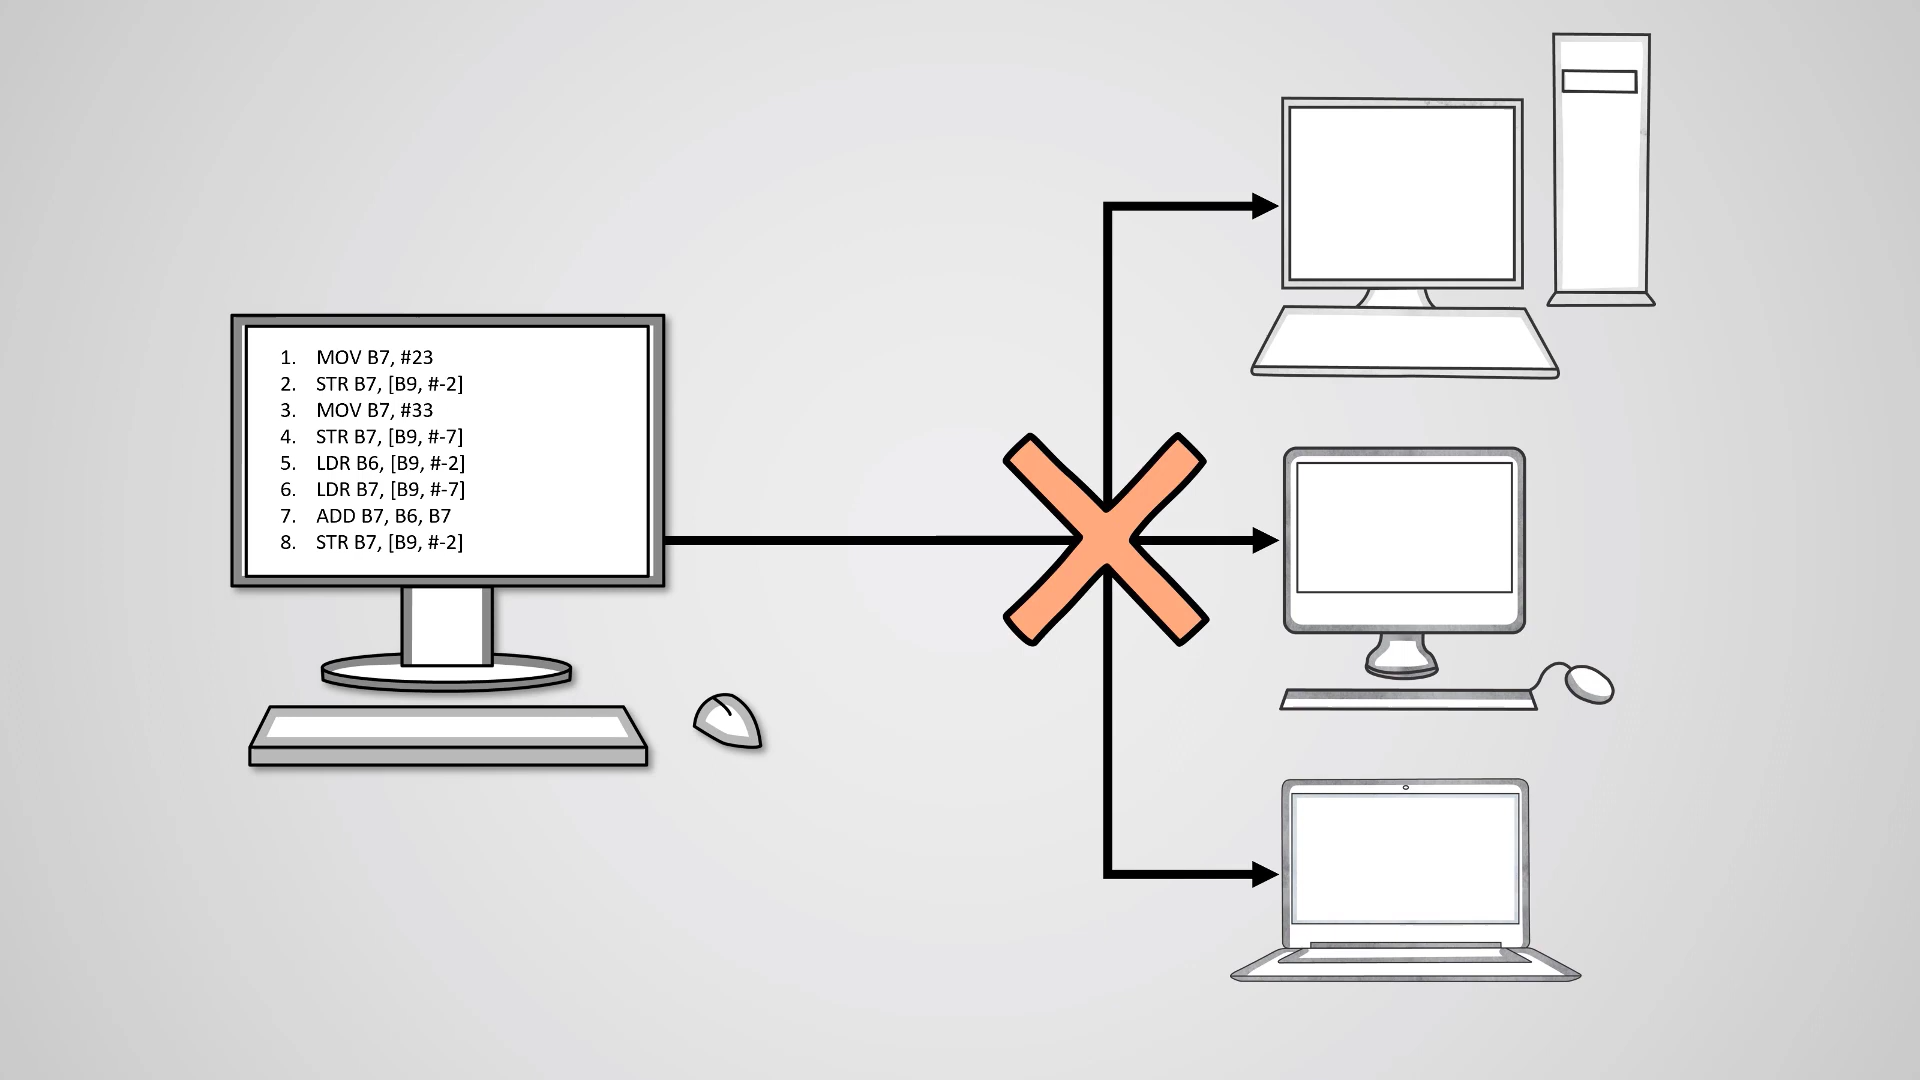 1. MOV B7, #23
2. STR B7, [B9, #-2]
3. MOV B7, #33
4. STR B7, [B9, #-7]
5. LDR B6, [B9, #-2]
6. LDR B7, [B9, #-7]
7. ADD B7, B6, B7
8. STR B7, [B9, #-2]